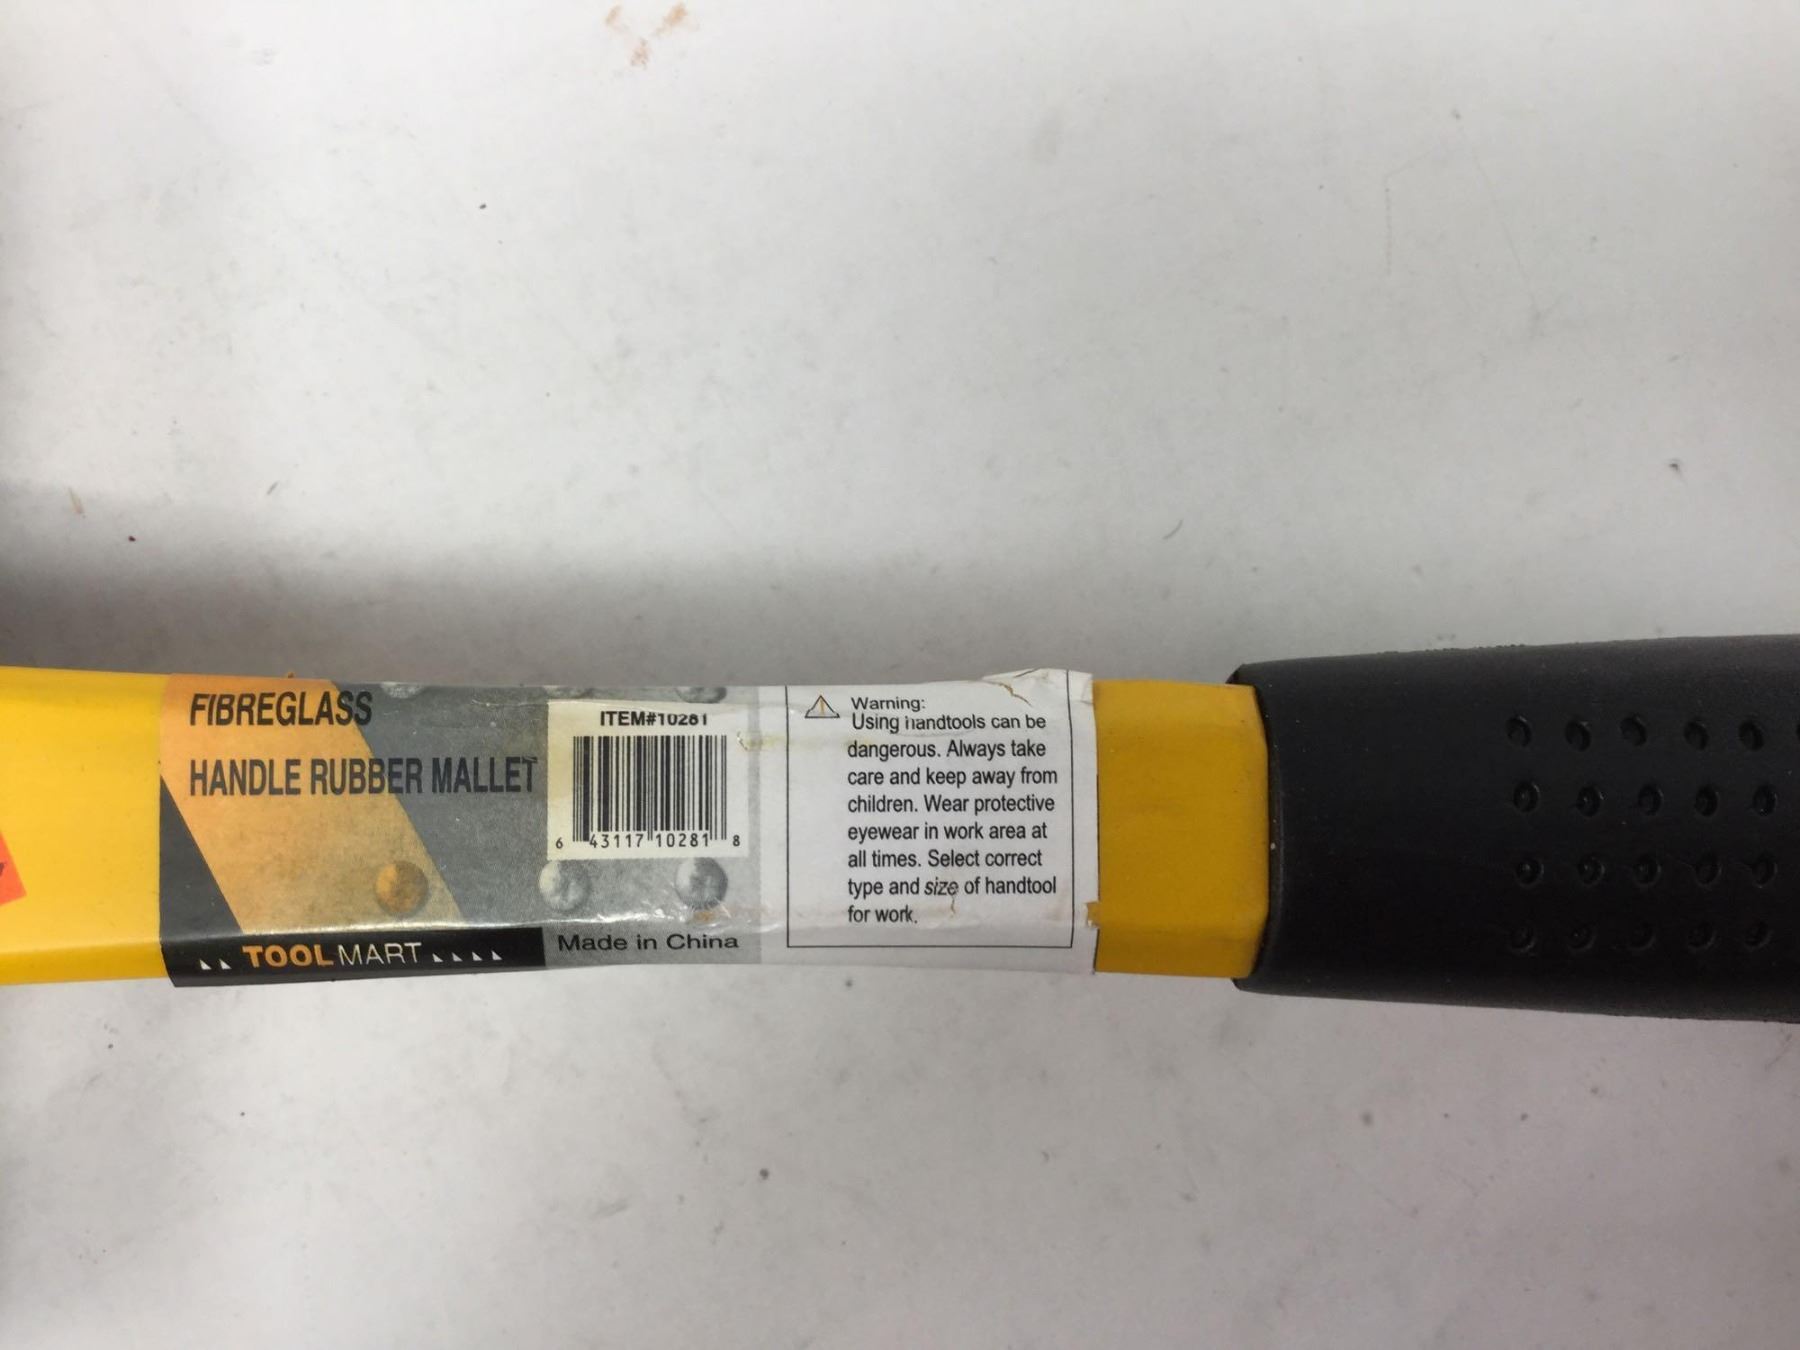 FIBREGLASS
HANDLE RUBBER MALLET
TOOLMART
ITEM#10281
6 43117 10281 8
Made in China
Warning:
Using handtools can be
dangerous. Always take
care and keep away from
children. Wear protective
eyewear in work area at
all times. Select correct
type and size of handtool
for work.